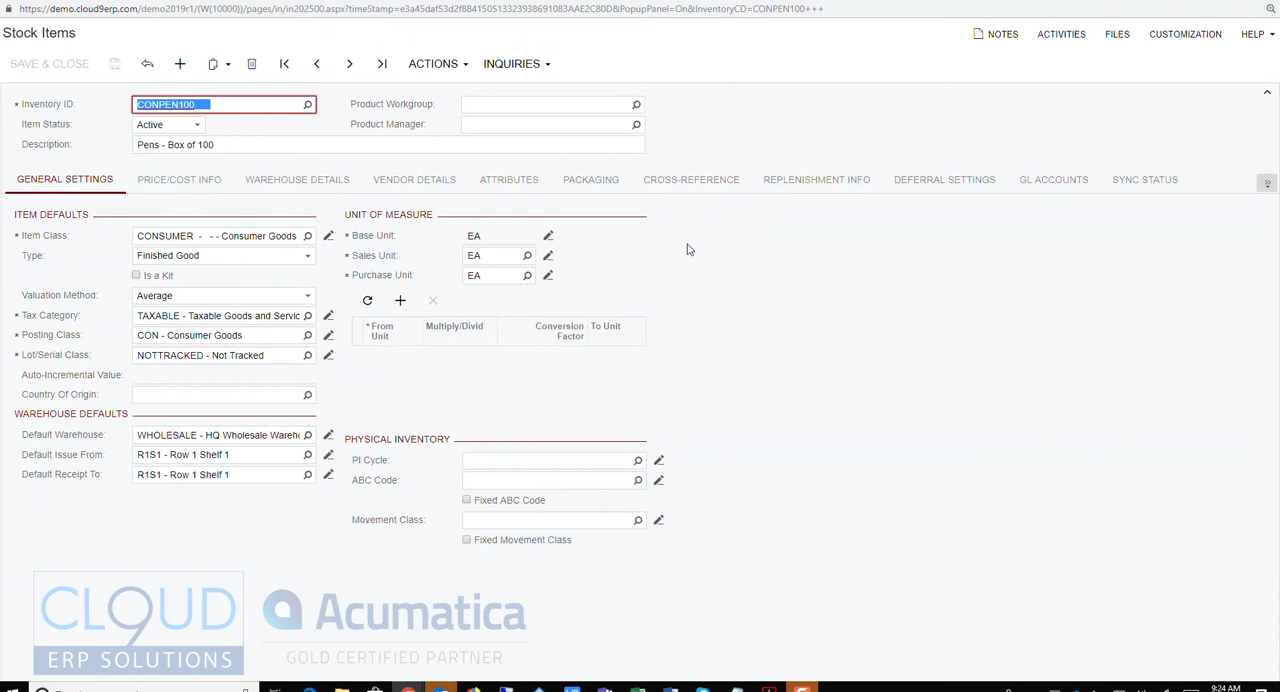 https://demo.cloud9erp.com/demo2019r1/(W(10000))/pages/in/in202500.aspx?timeStamp=e3a45daf53d2f884150513323938691083AAE2C80D&PopupPanel=On&InventoryCD=CONPEN100+++
Stock Items
NOTES ACTIVITIES FILES CUSTOMIZATION HELP
SAVE & CLOSE ACTIONS INQUIRIES
* Inventory ID: CONPEN100 Product Workgroup:
Item Status: Active Product Manager:
Description: Pens - Box of 100
GENERAL SETTINGS PRICE/COST INFO WAREHOUSE DETAILS VENDOR DETAILS ATTRIBUTES PACKAGING CROSS-REFERENCE REPLENISHMENT INFO DEFERRAL SETTINGS GL ACCOUNTS SYNC STATUS
ITEM DEFAULTS UNIT OF MEASURE
* Item Class: CONSUMER - - - Consumer Goods * Base Unit: EA
Type: Finished Good * Sales Unit: EA
Is a Kit * Purchase Unit: EA
Valuation Method: Average
* Tax Category: TAXABLE - Taxable Goods and Servic
* From Unit Multiply/Divid Conversion Factor To Unit
* Posting Class: CON - Consumer Goods
* Lot/Serial Class: NOTTRACKED - Not Tracked
Auto-Incremental Value:
Country Of Origin:
WAREHOUSE DEFAULTS
Default Warehouse: WHOLESALE - HQ Wholesale Wareh
PHYSICAL INVENTORY
Default Issue From: R1S1 - Row 1 Shelf 1 PI Cycle:
Default Receipt To: R1S1 - Row 1 Shelf 1 ABC Code:
Fixed ABC Code
Movement Class:
Fixed Movement Class
CLOUD9
ERP SOLUTIONS
Acumatica
GOLD CERTIFIED PARTNER
9:24 AM